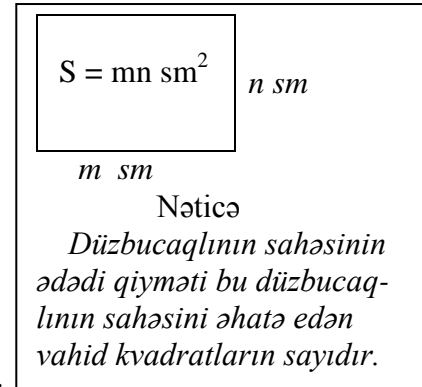 S = mn sm²
n sm
m sm
Nəticə
Düzbucaqlının sahəsinin
ədədi qiyməti bu düzbucaq-
lının sahəsini əhatə edən
vahid kvadratların sayıdır.